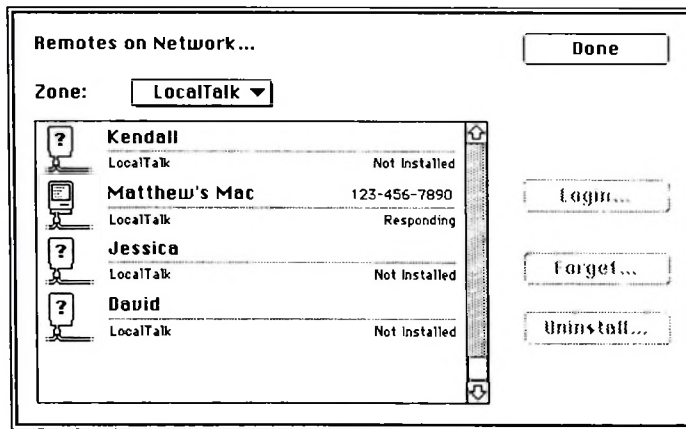 Remotes on Network...
Done
Zone: LocalTalk
? Kendall
LocalTalk Not Installed
Matthew's Mac 123-456-7890
LocalTalk Responding
Login...
? Jessica
LocalTalk Not Installed
Forget...
? David
LocalTalk Not Installed
Uninstall...